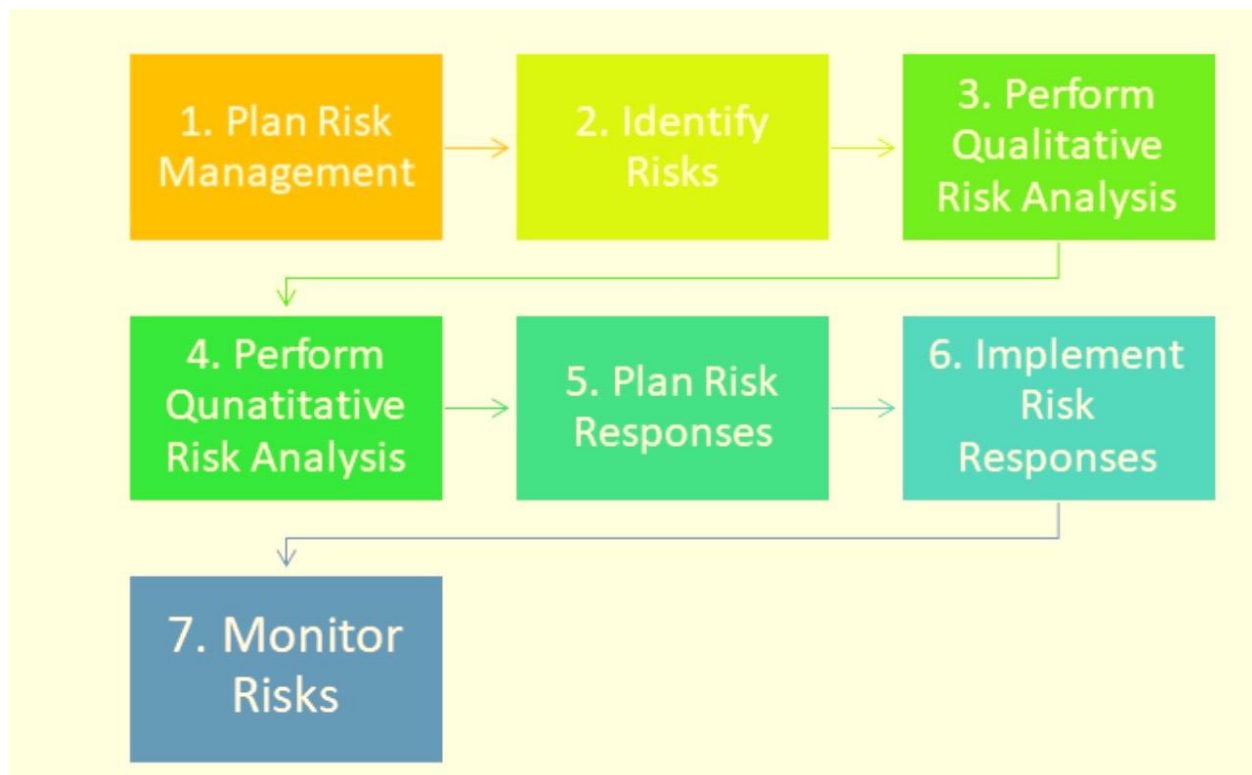 1. Plan Risk
Management
2. Identify
Risks
3. Perform
Qualitative
Risk Analysis
4. Perform
Qunatitative
Risk Analysis
5. Plan Risk
Responses
6. Implement
Risk
Responses
7. Monitor
Risks